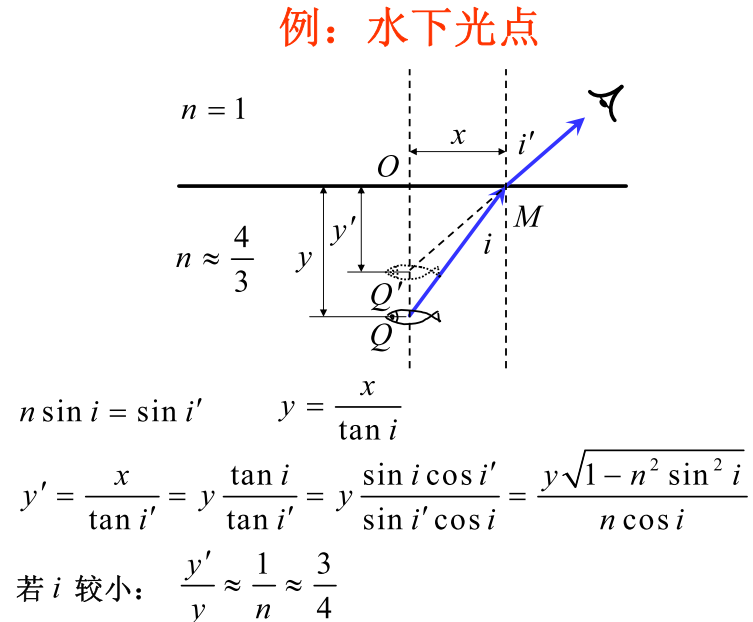 例：水下光点
n = 1
x
i′
O
M
y′
i
n ≈ 4/3
y
Q′
Q
n sin i = sin i′
y = x / tan i
y′ = x / tan i′ = y tan i / tan i′ = y sin i cos i′ / sin i′ cos i = y√(1 − n² sin² i) / n cos i
若 i 较小： y′/y ≈ 1/n ≈ 3/4